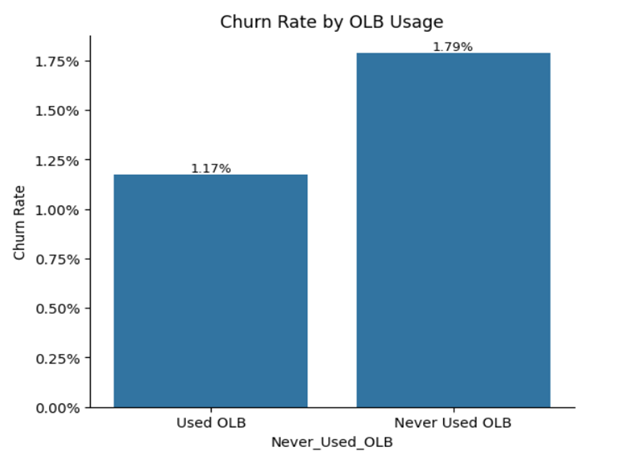 Churn Rate by OLB Usage
1.79%
1.75%
1.50%
1.25%
1.17%
1.00%
0.75%
0.50%
0.25%
0.00%
Churn Rate
Used OLB
Never Used OLB
Never_Used_OLB